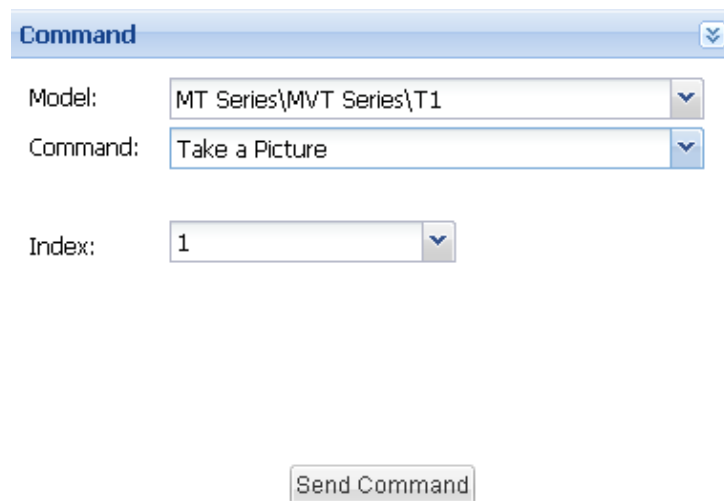 Command
Model: MT Series\MVT Series\T1
Command: Take a Picture
Index: 1
Send Command